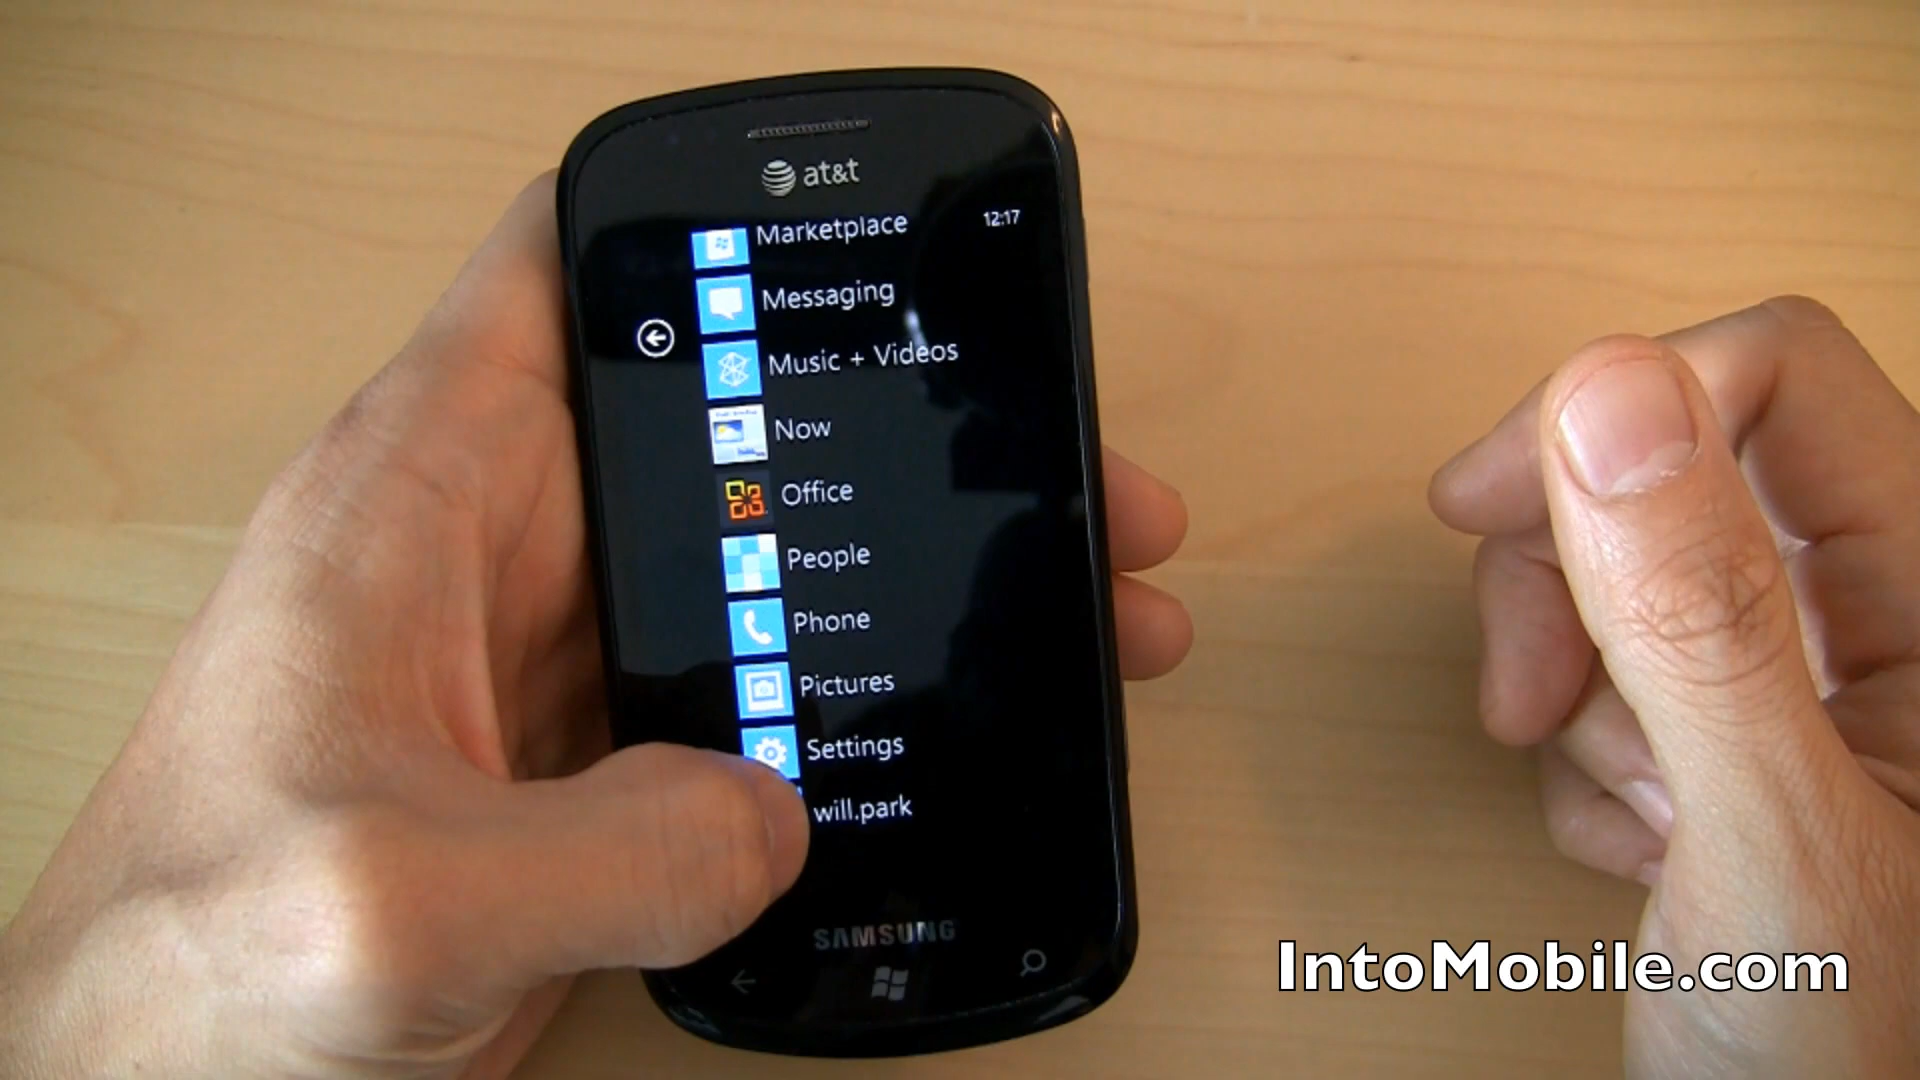 at&t
12:17
Marketplace
Messaging
Music + Videos
Now
Office
People
Phone
Pictures
Settings
will.park
SAMSUNG
IntoMobile.com